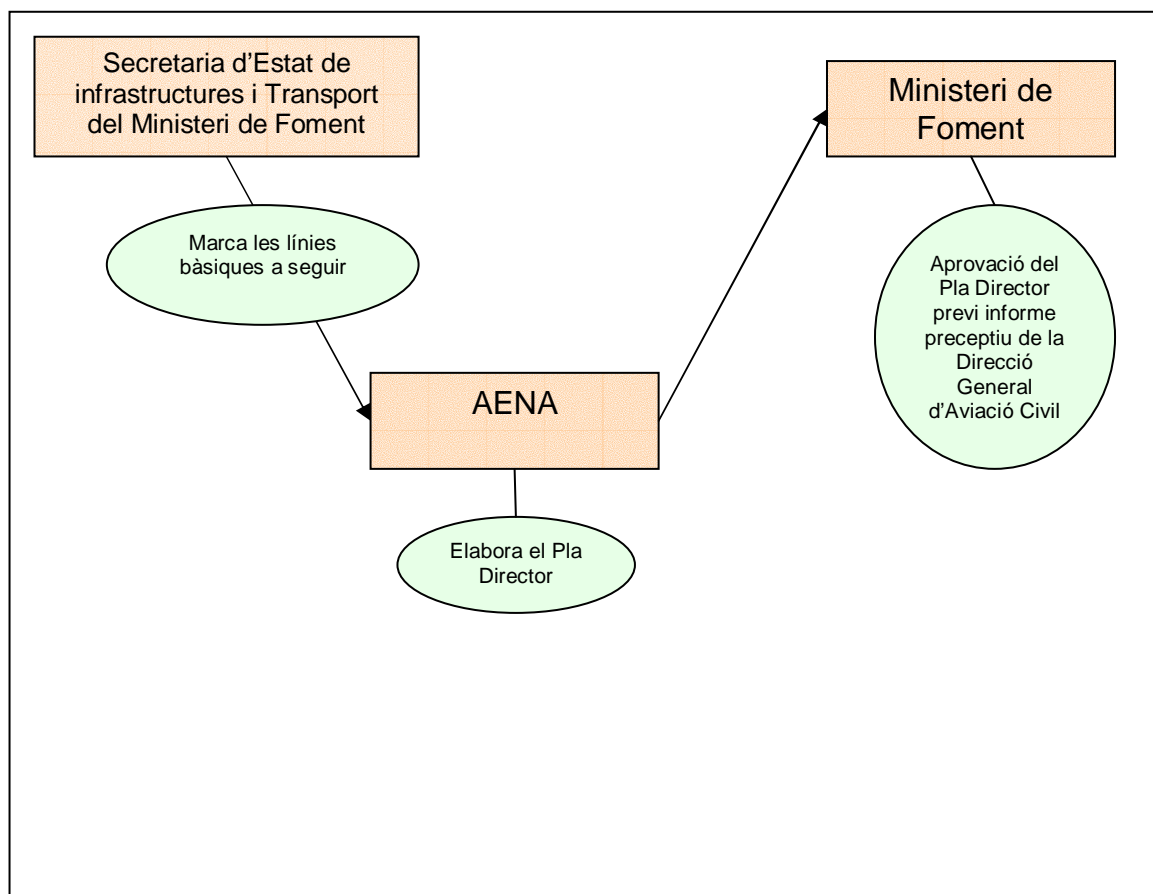 Secretaria d'Estat de
infrastructures i Transport
del Ministeri de Foment
Ministeri de
Foment
Marca les línies
bàsiques a seguir
Aprovació del
Pla Director
previ informe
preceptiu de la
Direcció
General
d'Aviació Civil
AENA
Elabora el Pla
Director